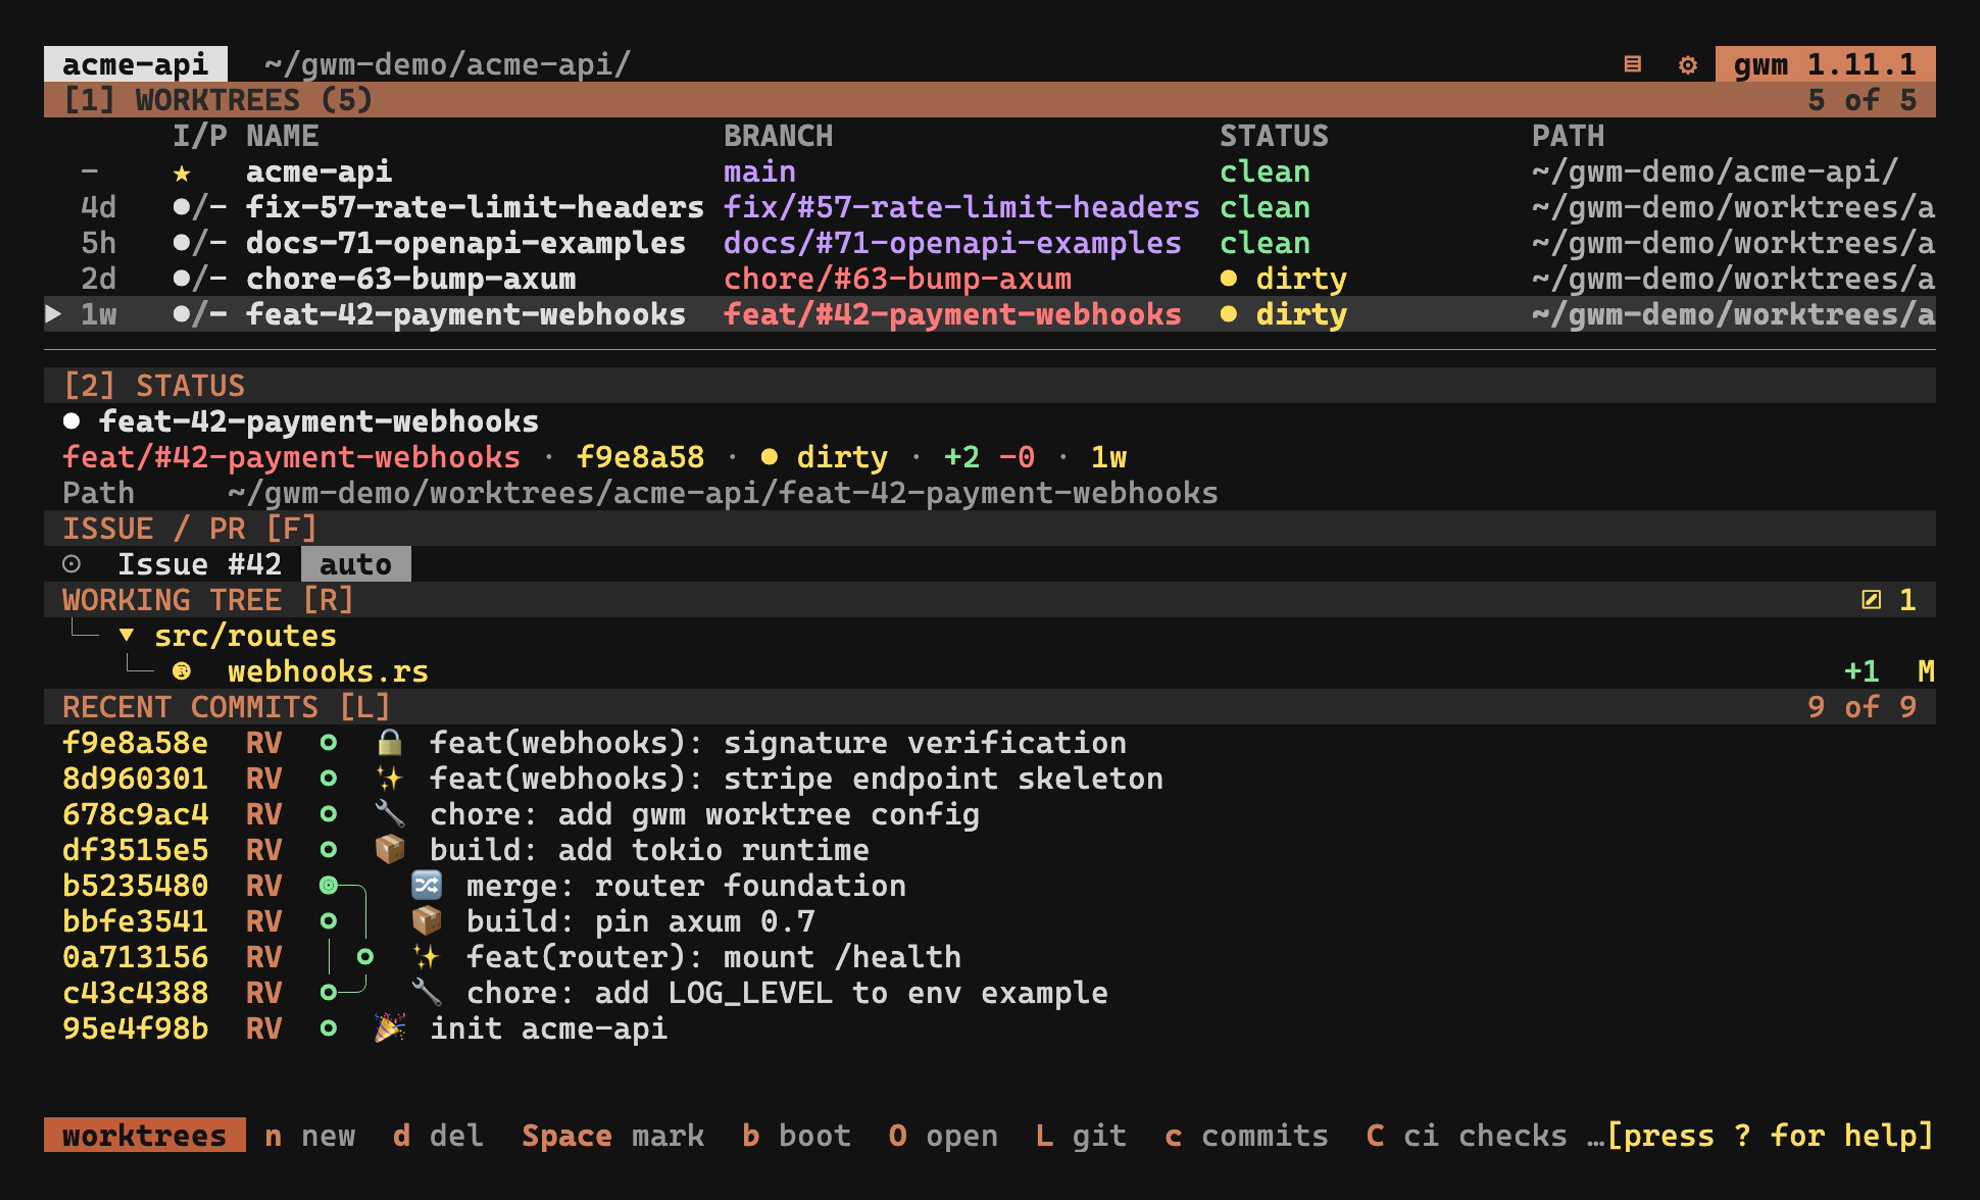 acme-api ~/gwm-demo/acme-api/ gwm 1.11.1
[1] WORKTREES (5) 5 of 5
I/P NAME BRANCH STATUS PATH
- ★ acme-api main clean ~/gwm-demo/acme-api/
4d ●/- fix-57-rate-limit-headers fix/#57-rate-limit-headers clean ~/gwm-demo/worktrees/a
5h ●/- docs-71-openapi-examples docs/#71-openapi-examples clean ~/gwm-demo/worktrees/a
2d ●/- chore-63-bump-axum chore/#63-bump-axum ● dirty ~/gwm-demo/worktrees/a
▶ 1w ●/- feat-42-payment-webhooks feat/#42-payment-webhooks ● dirty ~/gwm-demo/worktrees/a
[2] STATUS
● feat-42-payment-webhooks
feat/#42-payment-webhooks · f9e8a58 · ● dirty · +2 -0 · 1w
Path ~/gwm-demo/worktrees/acme-api/feat-42-payment-webhooks
ISSUE / PR [F]
Issue #42 auto
WORKING TREE [R] 1
▼ src/routes
webhooks.rs +1 M
RECENT COMMITS [L] 9 of 9
f9e8a58e RV 🔒 feat(webhooks): signature verification
8d960301 RV ✨ feat(webhooks): stripe endpoint skeleton
678c9ac4 RV 🔧 chore: add gwm worktree config
df3515e5 RV 📦 build: add tokio runtime
b5235480 RV 🔀 merge: router foundation
bbfe3541 RV 📦 build: pin axum 0.7
0a713156 RV ✨ feat(router): mount /health
c43c4388 RV 🔧 chore: add LOG_LEVEL to env example
95e4f98b RV 🎉 init acme-api
worktrees n new d del Space mark b boot O open L git c commits C ci checks …[press ? for help]